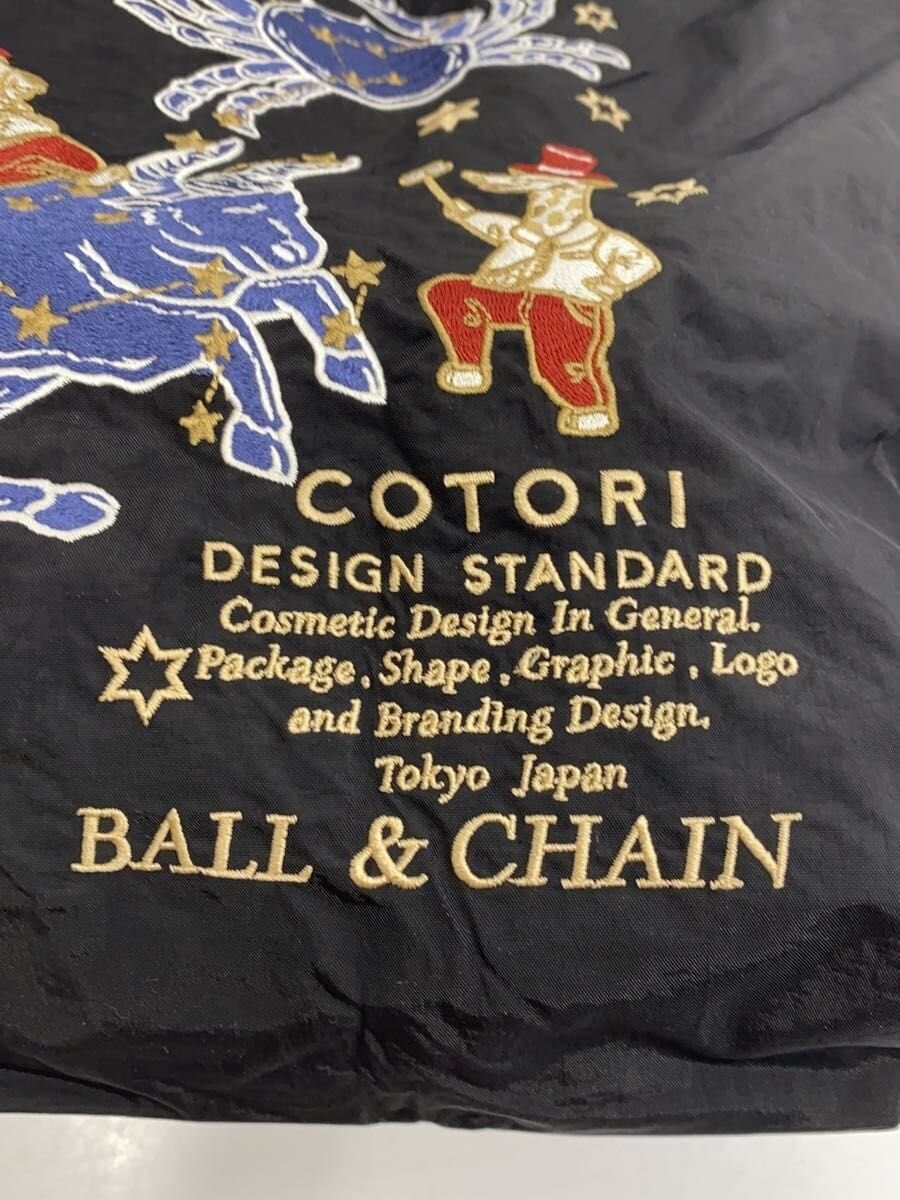 COTORI
DESIGN STANDARD
Cosmetic Design In General.
Package , Shape , Graphic , Logo
and Branding Design.
Tokyo Japan
BALL & CHAIN